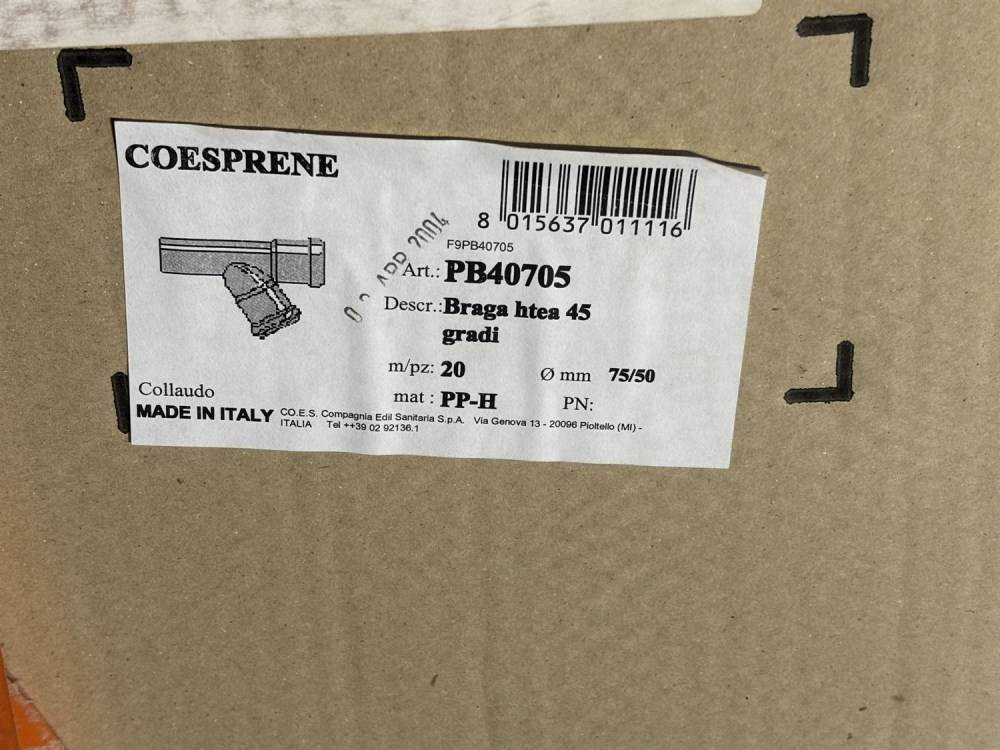 COESPRENE
8 015637 011116
F9PB40705
Art.: PB40705
Descr.: Braga htea 45
gradi
m/pz: 20
Ø mm 75/50
mat : PP-H
PN:
Collaudo
MADE IN ITALY
CO.E.S. Compagnia Edil Sanitaria S.p.A. Via Genova 13 - 20096 Pioltello (MI) -
ITALIA Tel ++39 02 92136.1
APR 2004